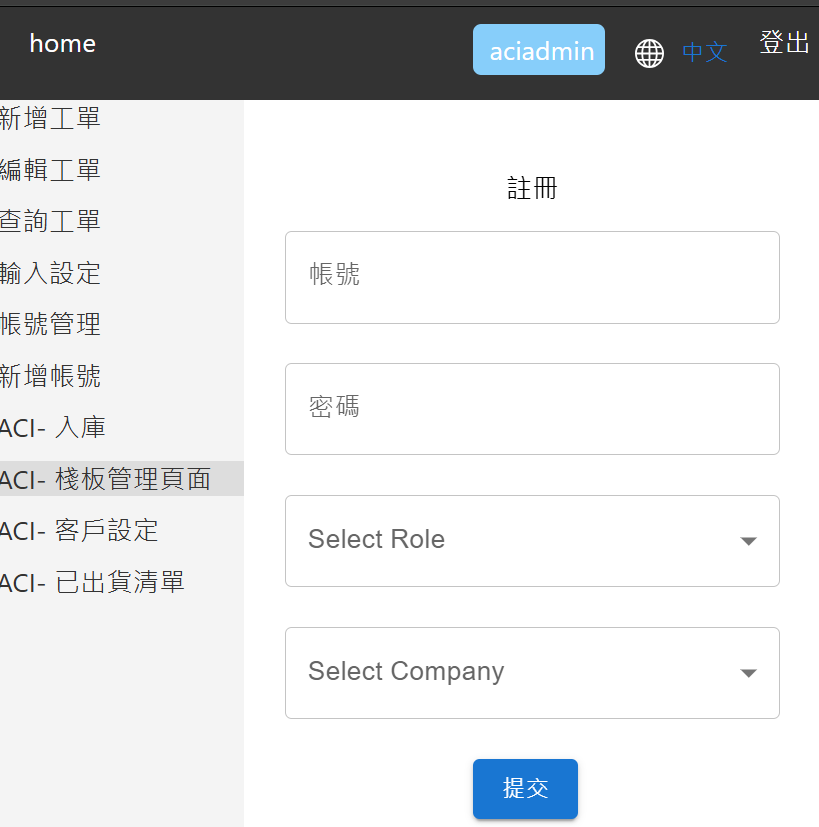 home
aciadmin
中文
登出
新增工單
編輯工單
查詢工單
輸入設定
帳號管理
新增帳號
ACI- 入庫
ACI- 棧板管理頁面
ACI- 客戶設定
ACI- 已出貨清單
註冊
帳號
密碼
Select Role
Select Company
提交